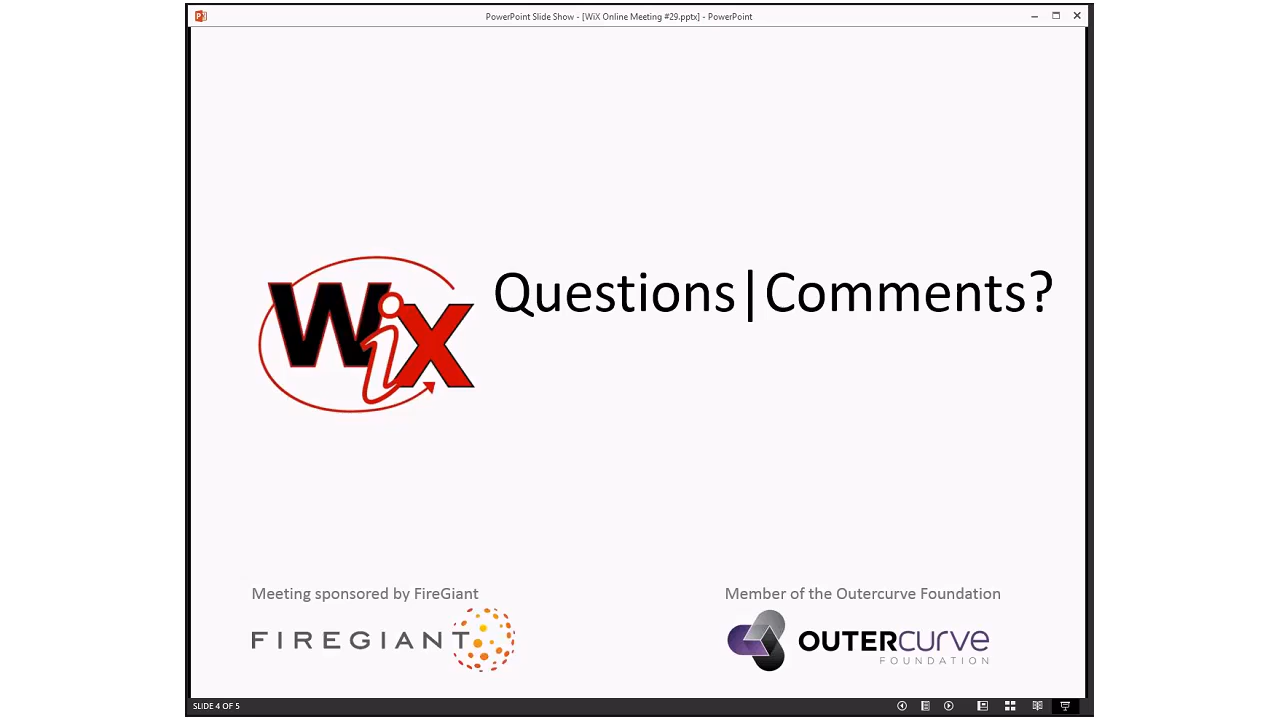 PowerPoint Slide Show - [WiX Online Meeting #29.pptx] - PowerPoint
WiX
Questions|Comments?
Meeting sponsored by FireGiant
FIREGIANT
Member of the Outercurve Foundation
OUTERCURVE
FOUNDATION
SLIDE 4 OF 5